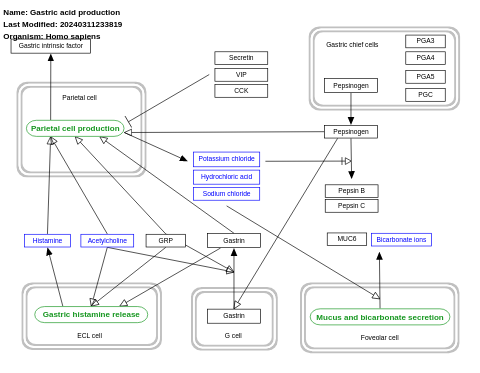 Name: Gastric acid production
Last Modified: 20240311233819
Organism: Homo sapiens
Gastric intrinsic factor
Secretin
VIP
CCK
Gastric chief cells
PGA3
PGA4
PGA5
PGC
Pepsinogen
Parietal cell
Parietal cell production
Pepsinogen
Potassium chloride
Hydrochloric acid
Sodium chloride
Pepsin B
Pepsin C
Histamine
Acetylcholine
GRP
Gastrin
MUC6
Bicarbonate ions
Gastric histamine release
ECL cell
Gastrin
G cell
Mucus and bicarbonate secretion
Foveolar cell